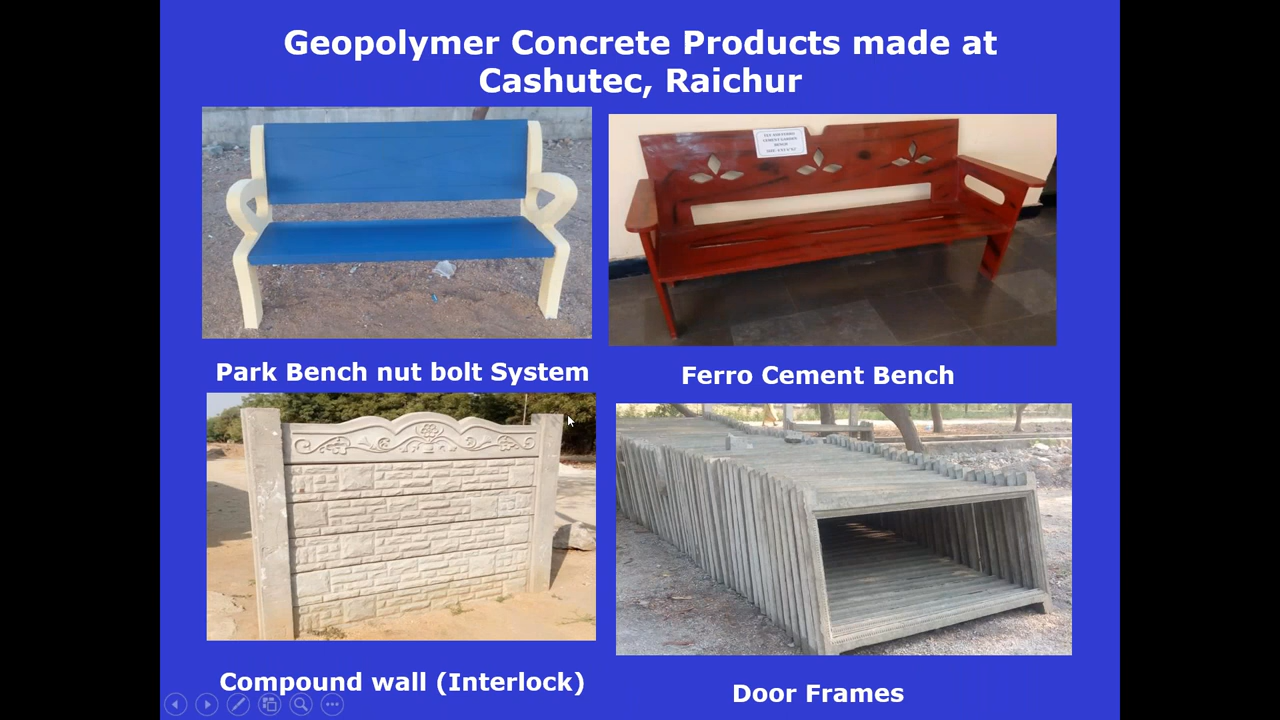 Geopolymer Concrete Products made at
Cashutec, Raichur
Park Bench nut bolt System
Ferro Cement Bench
Compound wall (Interlock)
Door Frames